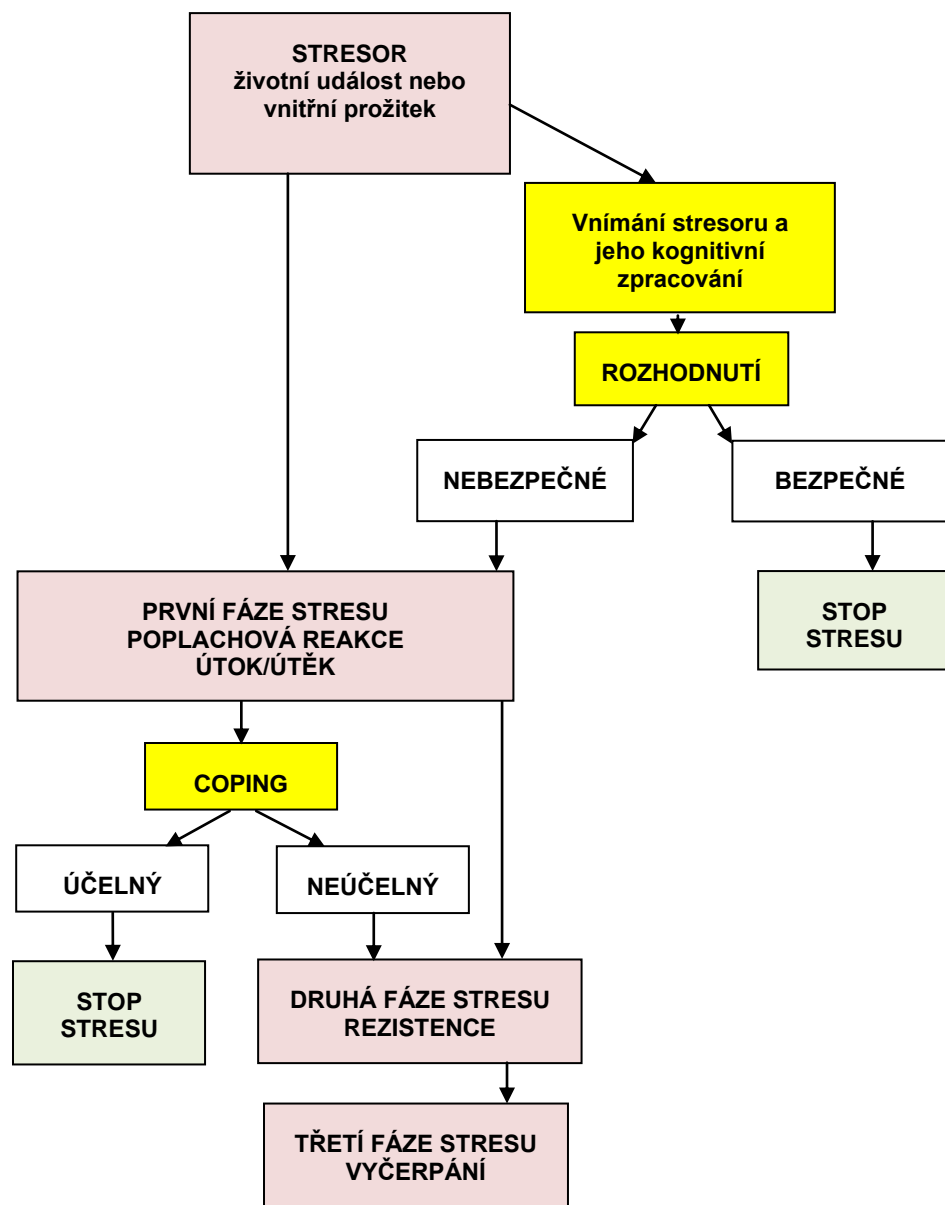 STRESOR
životní událost nebo
vnitřní prožitek
Vnímání stresoru a
jeho kognitivní
zpracování
ROZHODNUTÍ
NEBEZPEČNÉ
BEZPEČNÉ
PRVNÍ FÁZE STRESU
POPLACHOVÁ REAKCE
ÚTOK/ÚTĚK
STOP
STRESU
COPING
ÚČELNÝ
NEÚČELNÝ
STOP
STRESU
DRUHÁ FÁZE STRESU
REZISTENCE
TŘETÍ FÁZE STRESU
VYČERPÁNÍ